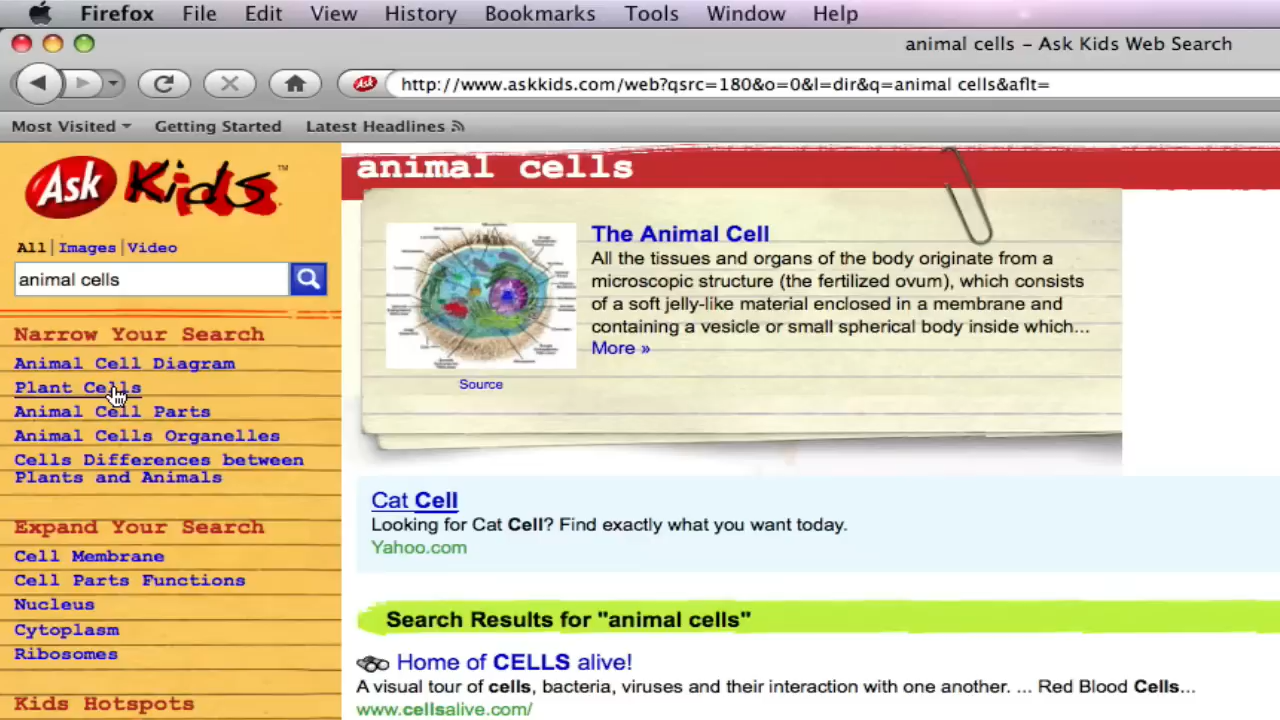 Firefox File Edit View History Bookmarks Tools Window Help
animal cells – Ask Kids Web Search
Ask http://www.askkids.com/web?qsrc=180&o=0&l=dir&q=animal cells&aflt=
Most Visited Getting Started Latest Headlines
Ask Kids™
All | Images | Video
animal cells
Narrow Your Search
Animal Cell Diagram
Plant Cells
Animal Cell Parts
Animal Cells Organelles
Cells Differences between
Plants and Animals
Expand Your Search
Cell Membrane
Cell Parts Functions
Nucleus
Cytoplasm
Ribosomes
Kids Hotspots
animal cells
The Animal Cell
All the tissues and organs of the body originate from a
microscopic structure (the fertilized ovum), which consists
of a soft jelly-like material enclosed in a membrane and
containing a vesicle or small spherical body inside which...
More »
Source
Cat Cell
Looking for Cat Cell? Find exactly what you want today.
Yahoo.com
Search Results for "animal cells"
Home of CELLS alive!
A visual tour of cells, bacteria, viruses and their interaction with one another. ... Red Blood Cells...
www.cellsalive.com/